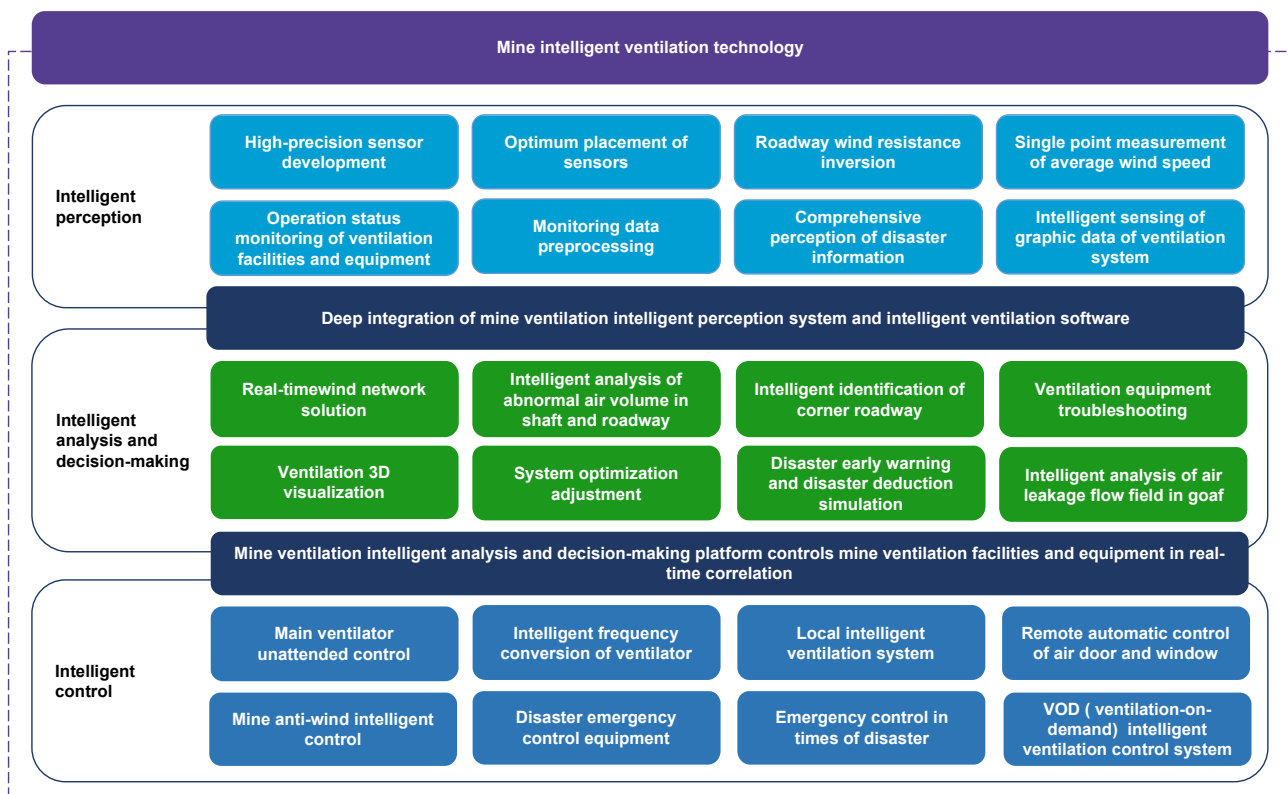 Mine intelligent ventilation technology
Intelligent
perception
High-precision sensor
development
Optimum placement of
sensors
Roadway wind resistance
inversion
Single point measurement
of average wind speed
Operation status
monitoring of ventilation
facilities and equipment
Monitoring data
preprocessing
Comprehensive
perception of disaster
information
Intelligent sensing of
graphic data of ventilation
system
Deep integration of mine ventilation intelligent perception system and intelligent ventilation software
Intelligent
analysis and
decision-making
Real-timewind network
solution
Intelligent analysis of
abnormal air volume in
shaft and roadway
Intelligent identification of
corner roadway
Ventilation equipment
troubleshooting
Ventilation 3D
visualization
System optimization
adjustment
Disaster early warning
and disaster deduction
simulation
Intelligent analysis of air
leakage flow field in goaf
Mine ventilation intelligent analysis and decision-making platform controls mine ventilation facilities and equipment in real-
time correlation
Intelligent
control
Main ventilator
unattended control
Intelligent frequency
conversion of ventilator
Local intelligent
ventilation system
Remote automatic control
of air door and window
Mine anti-wind intelligent
control
Disaster emergency
control equipment
Emergency control in
times of disaster
VOD ( ventilation-on-
demand) intelligent
ventilation control system